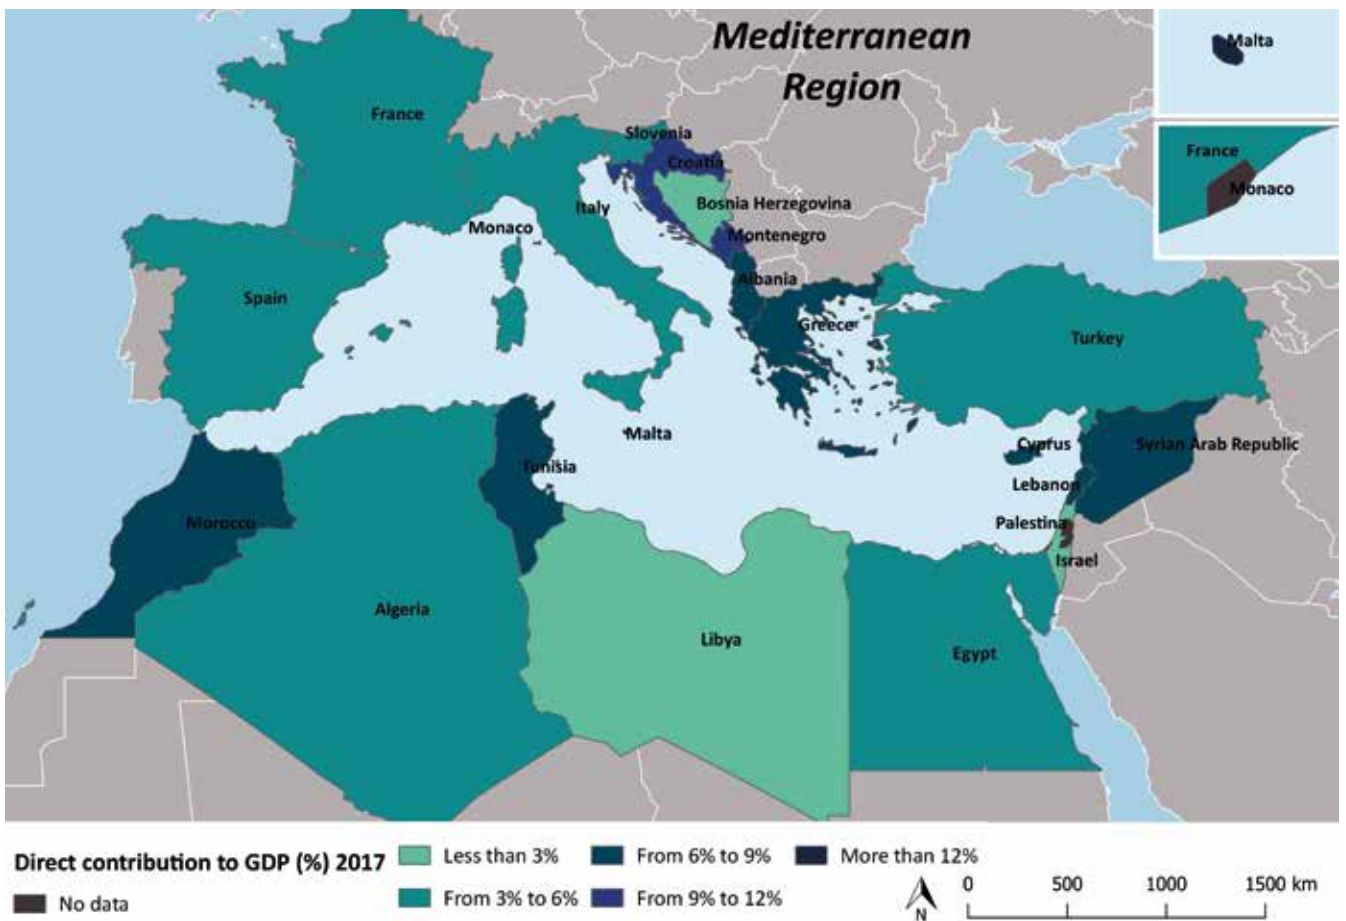 Mediterranean
Region
Malta
France
Monaco
France
Slovenia
Croatia
Bosnia Herzegovina
Italy
Monaco
Montenegro
Albania
Spain
Greece
Turkey
Malta
Cyprus
Syrian Arab Republic
Tunisia
Lebanon
Morocco
Palestina
Israel
Algeria
Libya
Egypt
Direct contribution to GDP (%) 2017
No data
Less than 3%
From 3% to 6%
From 6% to 9%
From 9% to 12%
More than 12%
N
0 500 1000 1500 km